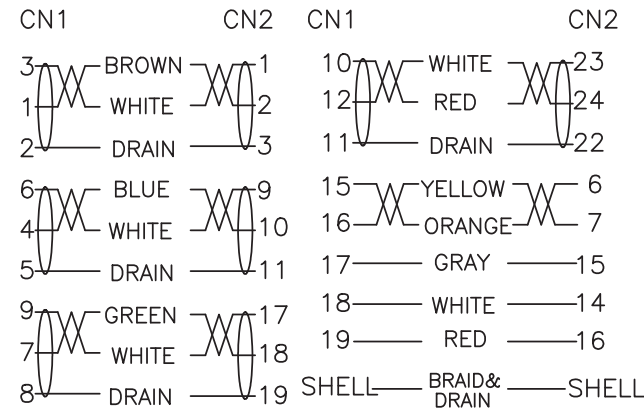 CN1 CN2
3 BROWN 1
1 WHITE 2
2 DRAIN 3
6 BLUE 9
4 WHITE 10
5 DRAIN 11
9 GREEN 17
7 WHITE 18
8 DRAIN 19
CN1 CN2
10 WHITE 23
12 RED 24
11 DRAIN 22
15 YELLOW 6
16 ORANGE 7
17 GRAY 15
18 WHITE 14
19 RED 16
SHELL BRAID& SHELL
DRAIN